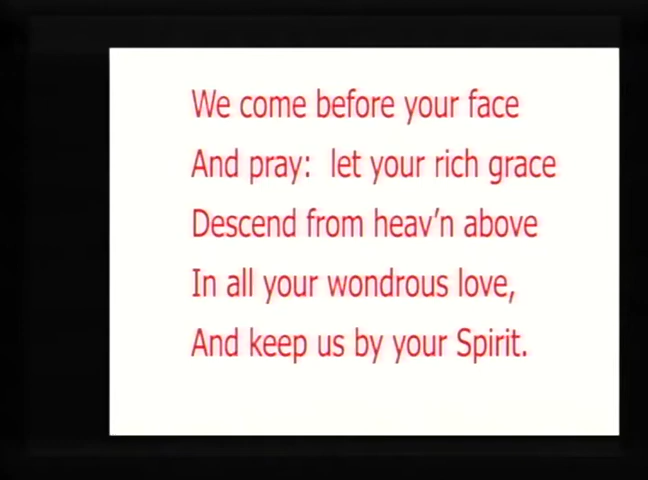 We come before your face
And pray:  let your rich grace
Descend from heav'n above
In all your wondrous love,
And keep us by your Spirit.